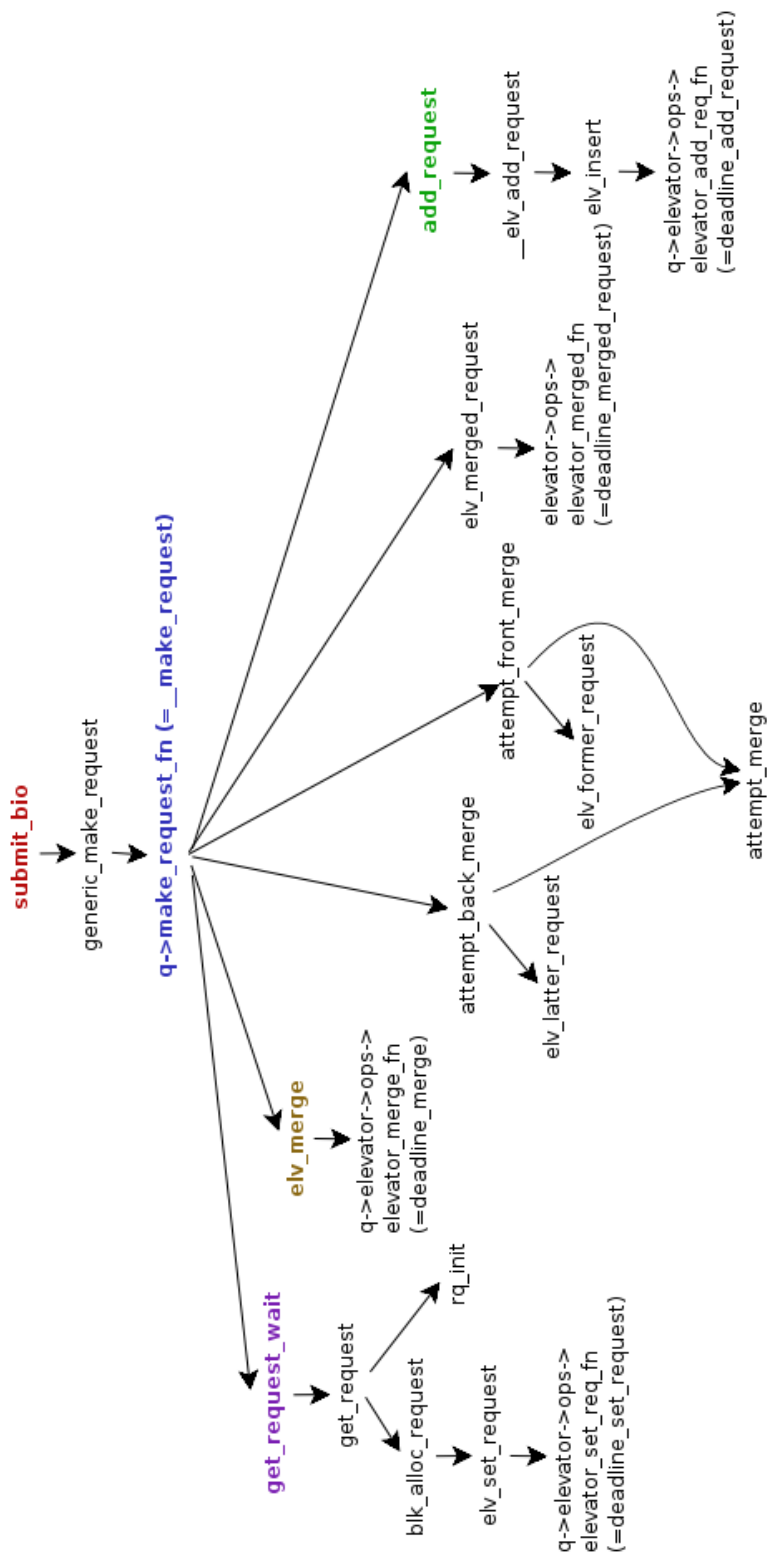 submit_bio
generic_make_request
q->make_request_fn (=__make_request)
get_request_wait
get_request
blk_alloc_request
rq_init
elv_set_request
q->elevator->ops->
elevator_set_req_fn
(=deadline_set_request)
elv_merge
q->elevator->ops->
elevator_merge_fn
(=deadline_merge)
attempt_back_merge
elv_latter_request
attempt_front_merge
elv_former_request
attempt_merge
elv_merged_request
elevator->ops->
elevator_merged_fn
(=deadline_merged_request)
add_request
__elv_add_request
elv_insert
q->elevator->ops->
elevator_add_req_fn
(=deadline_add_request)